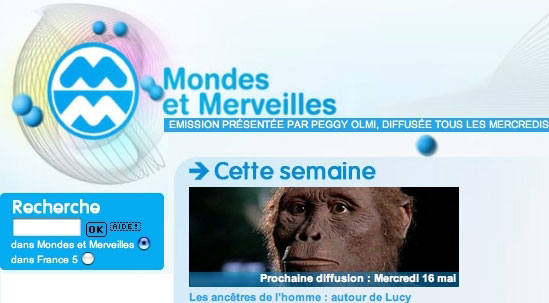 Mondes
et Merveilles
EMISSION PRÉSENTÉE PAR PEGGY OLMI, DIFFUSÉE TOUS LES MERCREDIS
Cette semaine
Recherche
OK AIDE!
dans Mondes et Merveilles
dans France 5
Prochaine diffusion : Mercredi 16 mai
Les ancêtres de l'homme : autour de Lucy